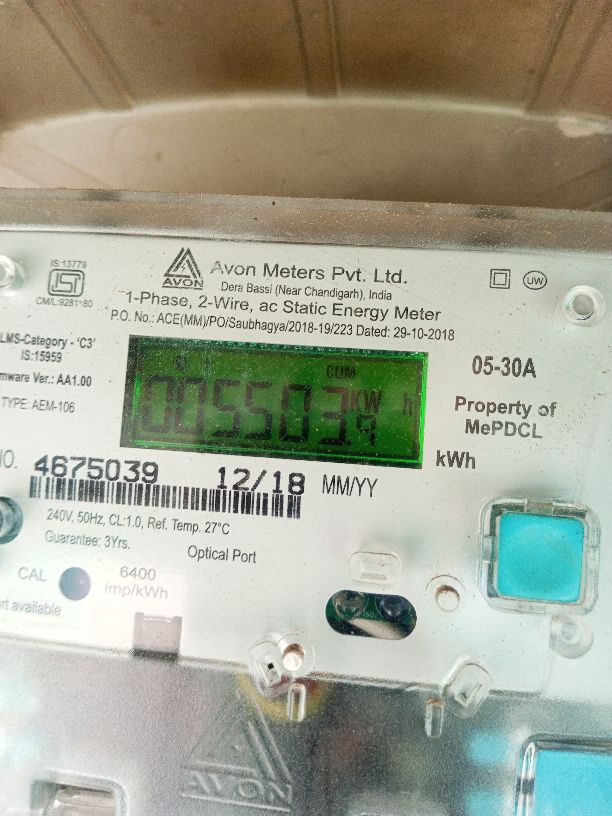 IS:13779
ISI
CM/L:9281180
AVON
Avon Meters Pvt. Ltd.
Dera Bassi (Near Chandigarh), India
1-Phase, 2-Wire, ac Static Energy Meter
P.O. No.: ACE(MM)/PO/Saubhagya/2018-19/223 Dated: 29-10-2018
UW
LMS-Category - 'C3'
IS:15959
mware Ver.: AA1.00
TYPE: AEM-106
CUM
005503.9 KW h
05-30A
Property of
MePDCL
kWh
NO. 4675039 12/18 MM/YY
240V, 50Hz, CL:1.0, Ref. Temp. 27°C
Guarantee: 3Yrs.
Optical Port
CAL
6400
imp/kWh
rt available
AVON